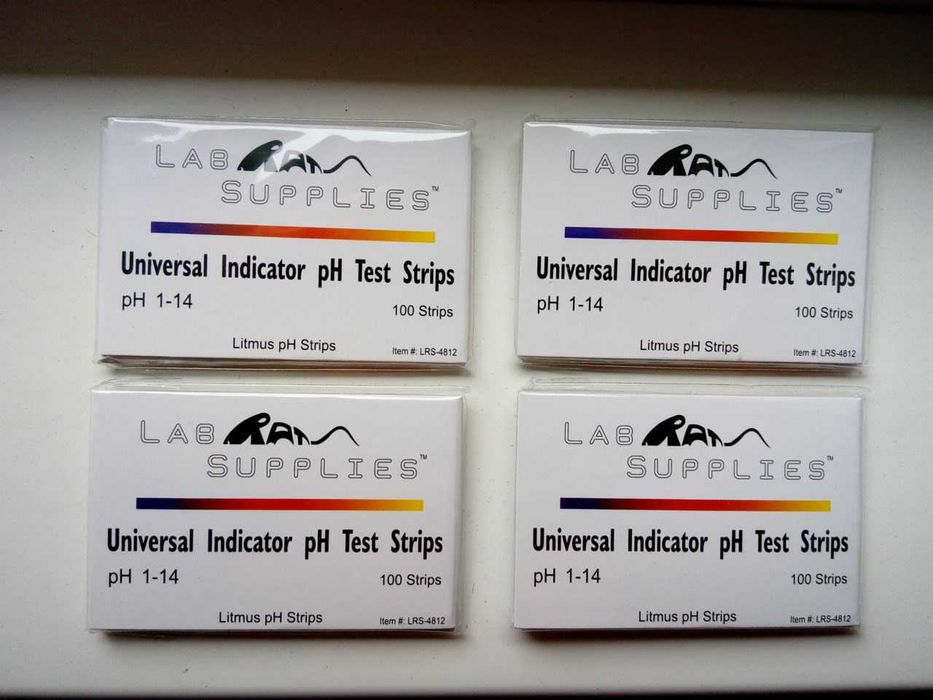 LAB RAT
SUPPLIES™
Universal Indicator pH Test Strips
pH 1-14
100 Strips
Litmus pH Strips
Item #: LRS-4812
LAB RAT
SUPPLIES™
Universal Indicator pH Test Strips
pH 1-14
100 Strips
Litmus pH Strips
Item #: LRS-4812
LAB RAT
SUPPLIES™
Universal Indicator pH Test Strips
pH 1-14
100 Strips
Litmus pH Strips
Item #: LRS-4812
LAB RAT
SUPPLIES™
Universal Indicator pH Test Strips
pH 1-14
100 Strips
Litmus pH Strips
Item #: LRS-4812